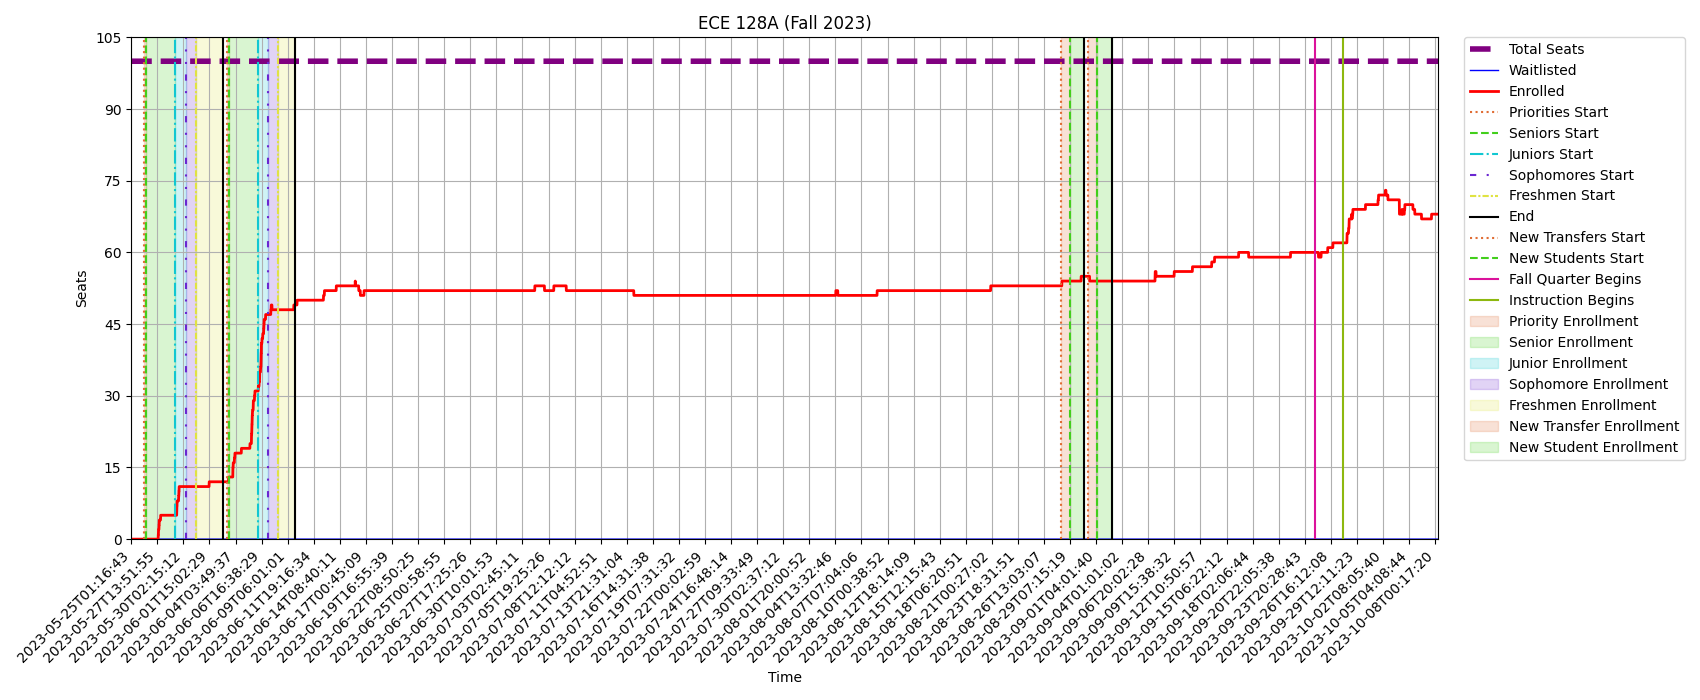 ECE 128A (Fall 2023)
Seats
105
90
75
60
45
30
15
0
2023-05-25T01:16:43
2023-05-27T13:51:55
2023-05-30T02:15:12
2023-06-01T15:02:29
2023-06-04T03:49:37
2023-06-06T16:38:29
2023-06-09T06:01:01
2023-06-11T19:16:34
2023-06-14T08:40:11
2023-06-17T00:45:09
2023-06-19T16:55:39
2023-06-22T08:50:25
2023-06-25T00:58:55
2023-06-27T17:25:26
2023-06-30T10:01:53
2023-07-03T02:45:11
2023-07-05T19:25:26
2023-07-08T12:12:12
2023-07-11T04:52:51
2023-07-13T21:31:04
2023-07-16T14:31:38
2023-07-19T07:31:32
2023-07-22T00:02:59
2023-07-24T16:48:14
2023-07-27T09:33:49
2023-07-30T02:37:12
2023-08-01T20:00:52
2023-08-04T13:32:46
2023-08-07T07:04:06
2023-08-10T00:38:52
2023-08-12T18:14:09
2023-08-15T12:15:43
2023-08-18T06:20:51
2023-08-21T00:27:02
2023-08-23T18:31:51
2023-08-26T13:03:07
2023-08-29T07:15:19
2023-09-01T04:01:40
2023-09-04T01:01:02
2023-09-06T20:02:28
2023-09-09T15:38:32
2023-09-12T10:50:57
2023-09-15T06:22:12
2023-09-18T02:06:44
2023-09-20T22:05:38
2023-09-23T20:28:43
2023-09-26T16:12:08
2023-09-29T12:11:23
2023-10-02T08:05:40
2023-10-05T04:08:44
2023-10-08T00:17:20
Time
Total Seats
Waitlisted
Enrolled
Priorities Start
Seniors Start
Juniors Start
Sophomores Start
Freshmen Start
End
New Transfers Start
New Students Start
Fall Quarter Begins
Instruction Begins
Priority Enrollment
Senior Enrollment
Junior Enrollment
Sophomore Enrollment
Freshmen Enrollment
New Transfer Enrollment
New Student Enrollment